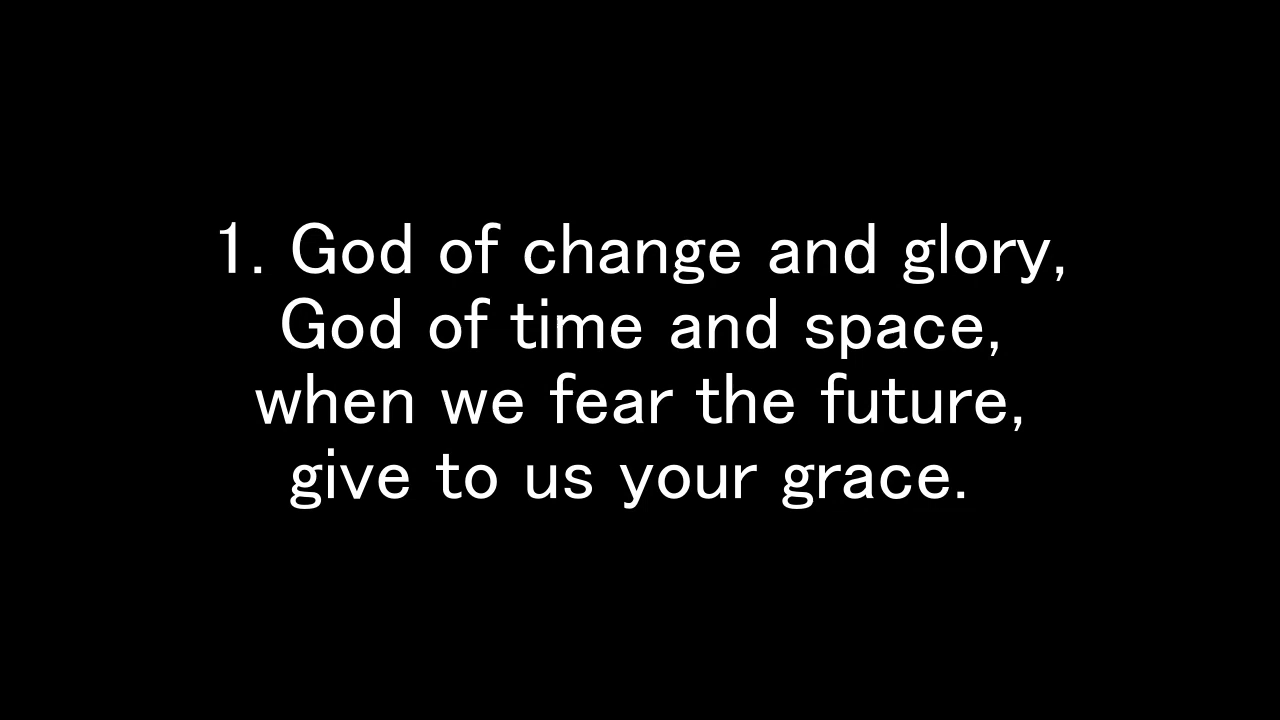 1. God of change and glory,
God of time and space,
when we fear the future,
give to us your grace.